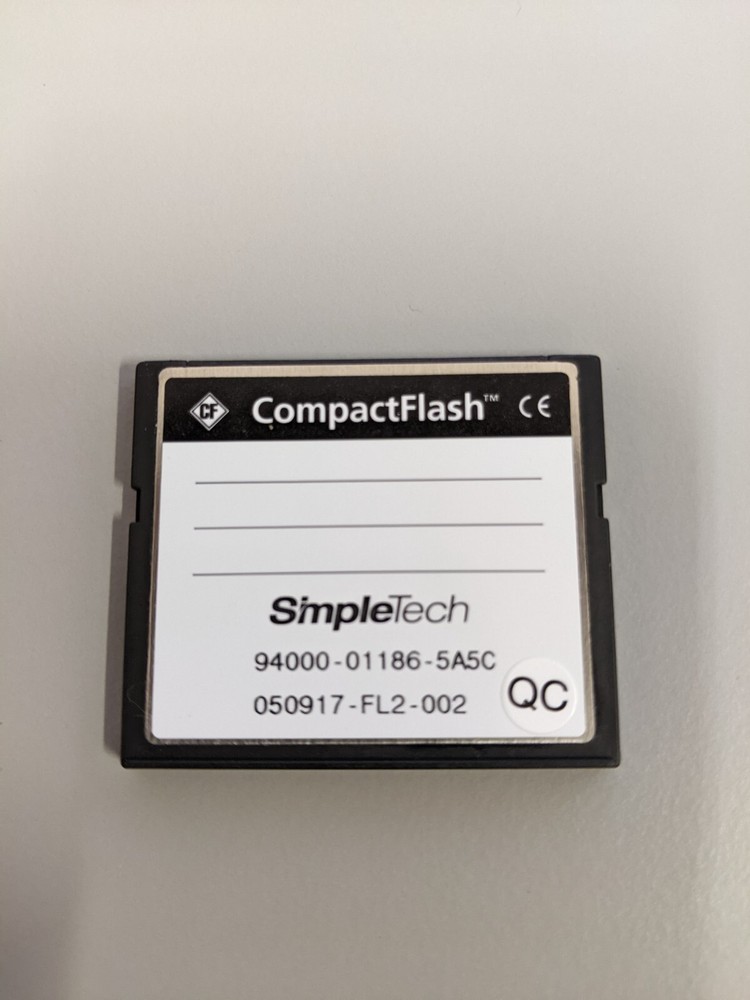 CF CompactFlash™ CE
SimpleTech
94000-01186-5A5C
050917-FL2-002
QC